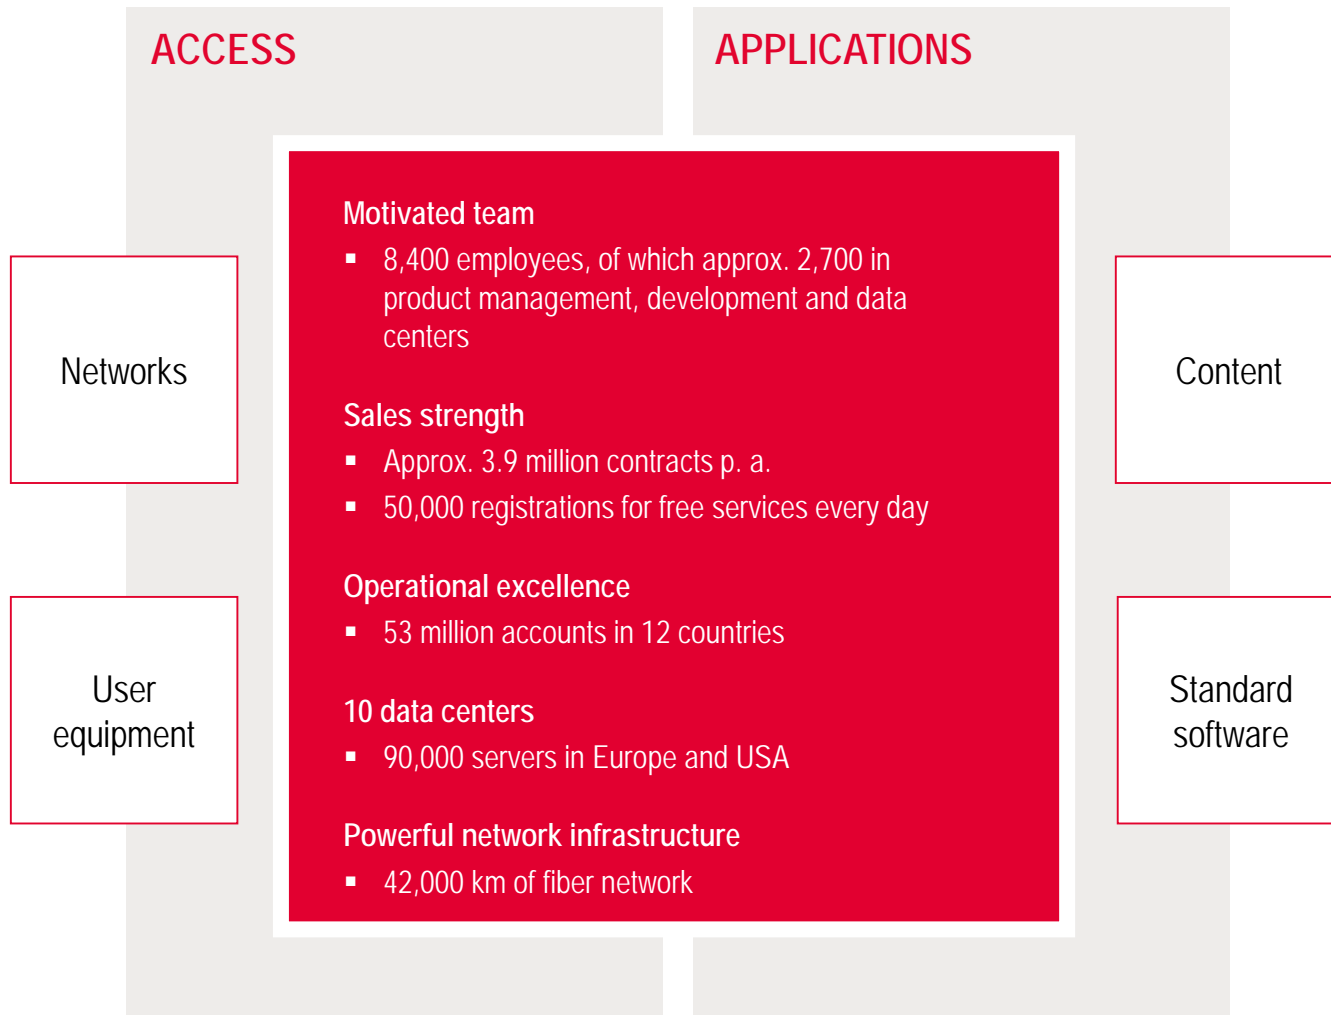 ACCESS
APPLICATIONS
Networks
User
equipment
Motivated team
▪ 8,400 employees, of which approx. 2,700 in
product management, development and data
centers
Sales strength
▪ Approx. 3.9 million contracts p. a.
▪ 50,000 registrations for free services every day
Operational excellence
▪ 53 million accounts in 12 countries
10 data centers
▪ 90,000 servers in Europe and USA
Powerful network infrastructure
▪ 42,000 km of fiber network
Content
Standard
software